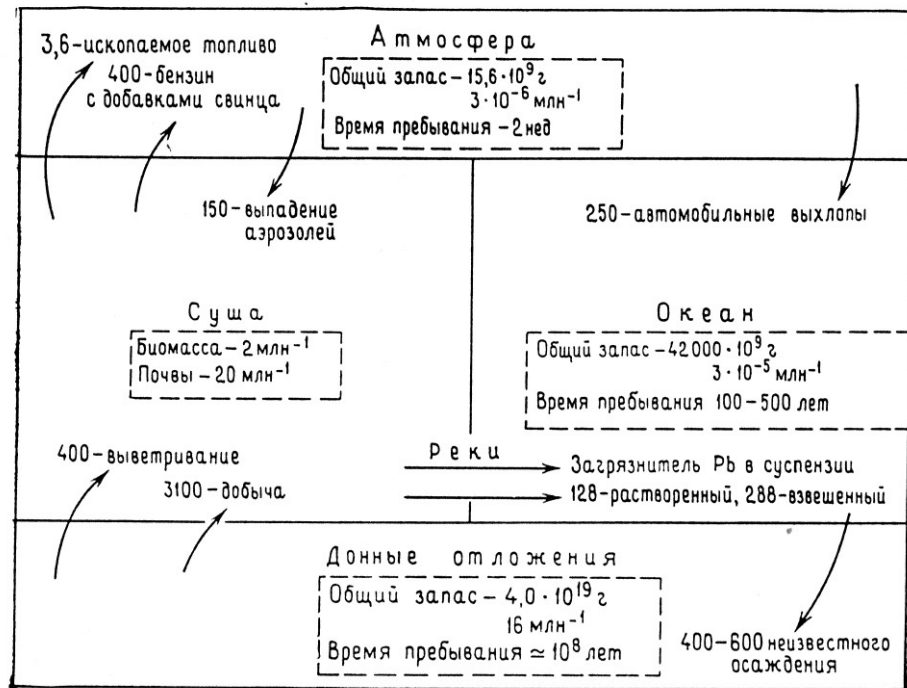 Атмосфера
3,6-ископаемое топливо
400-бензин
с добавками свинца
Общий запас – 15,6·10⁹ г
3·10⁻⁶ млн⁻¹
Время пребывания – 2 нед
150-выпадение
аэрозолей
250-автомобильные выхлопы
Суша
Биомасса – 2 млн⁻¹
Почвы – 20 млн⁻¹
Океан
Общий запас – 42000·10⁹ г
3·10⁻⁵ млн⁻¹
Время пребывания 100–500 лет
400-выветривание
3100-добыча
Реки
Загрязнитель Pb в суспензии
128-растворенный, 288-взвешенный
Донные отложения
Общий запас – 4,0·10¹⁹ г
16 млн⁻¹
Время пребывания ≃ 10⁸ лет
400–600 неизвестного
осаждения